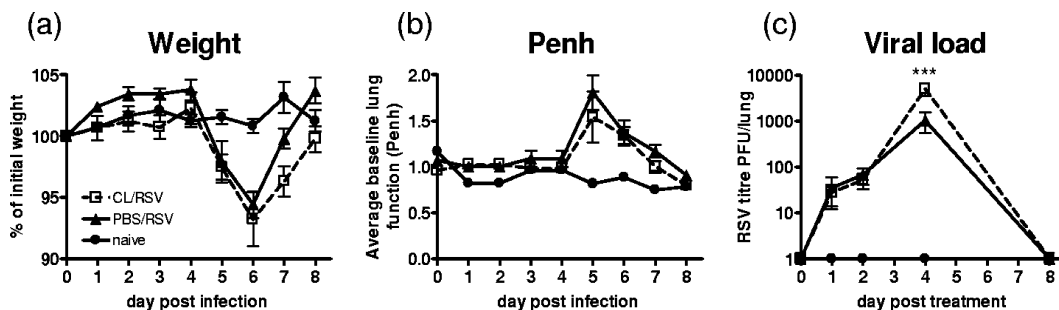 (a)
Weight
% of initial weight
105
100
95
90
CL/RSV
PBS/RSV
naive
0 1 2 3 4 5 6 7 8
day post infection
(b)
Penh
Average baseline lung
function (Penh)
2.0
1.5
1.0
0.5
0.0
0 1 2 3 4 5 6 7 8
day post infection
(c)
Viral load
RSV titre PFU/lung
10000
1000
100
10
1
***
0 1 2 3 4 5 6 7 8
day post treatment